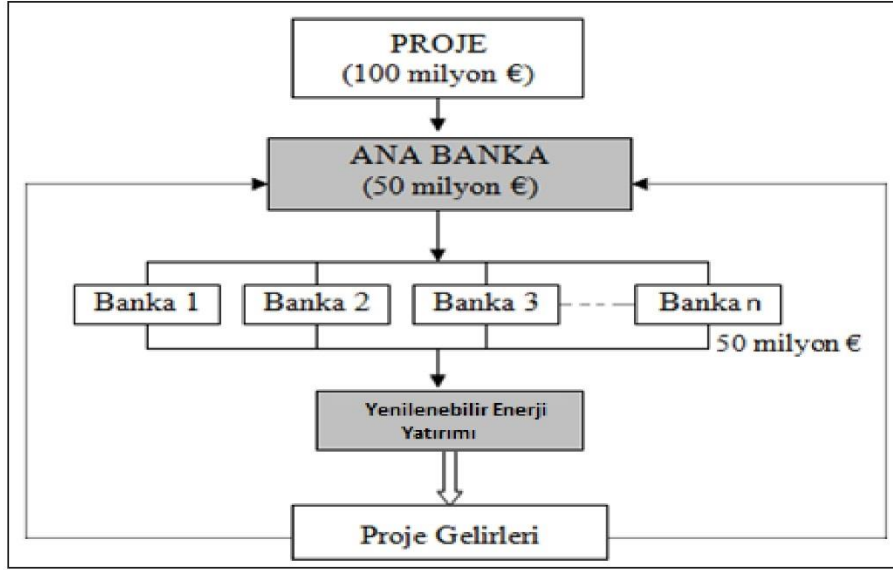 PROJE
(100 milyon €)
ANA BANKA
(50 milyon €)
Banka 1
Banka 2
Banka 3
Banka n
50 milyon €
Yenilenebilir Enerji
Yatırımı
Proje Gelirleri